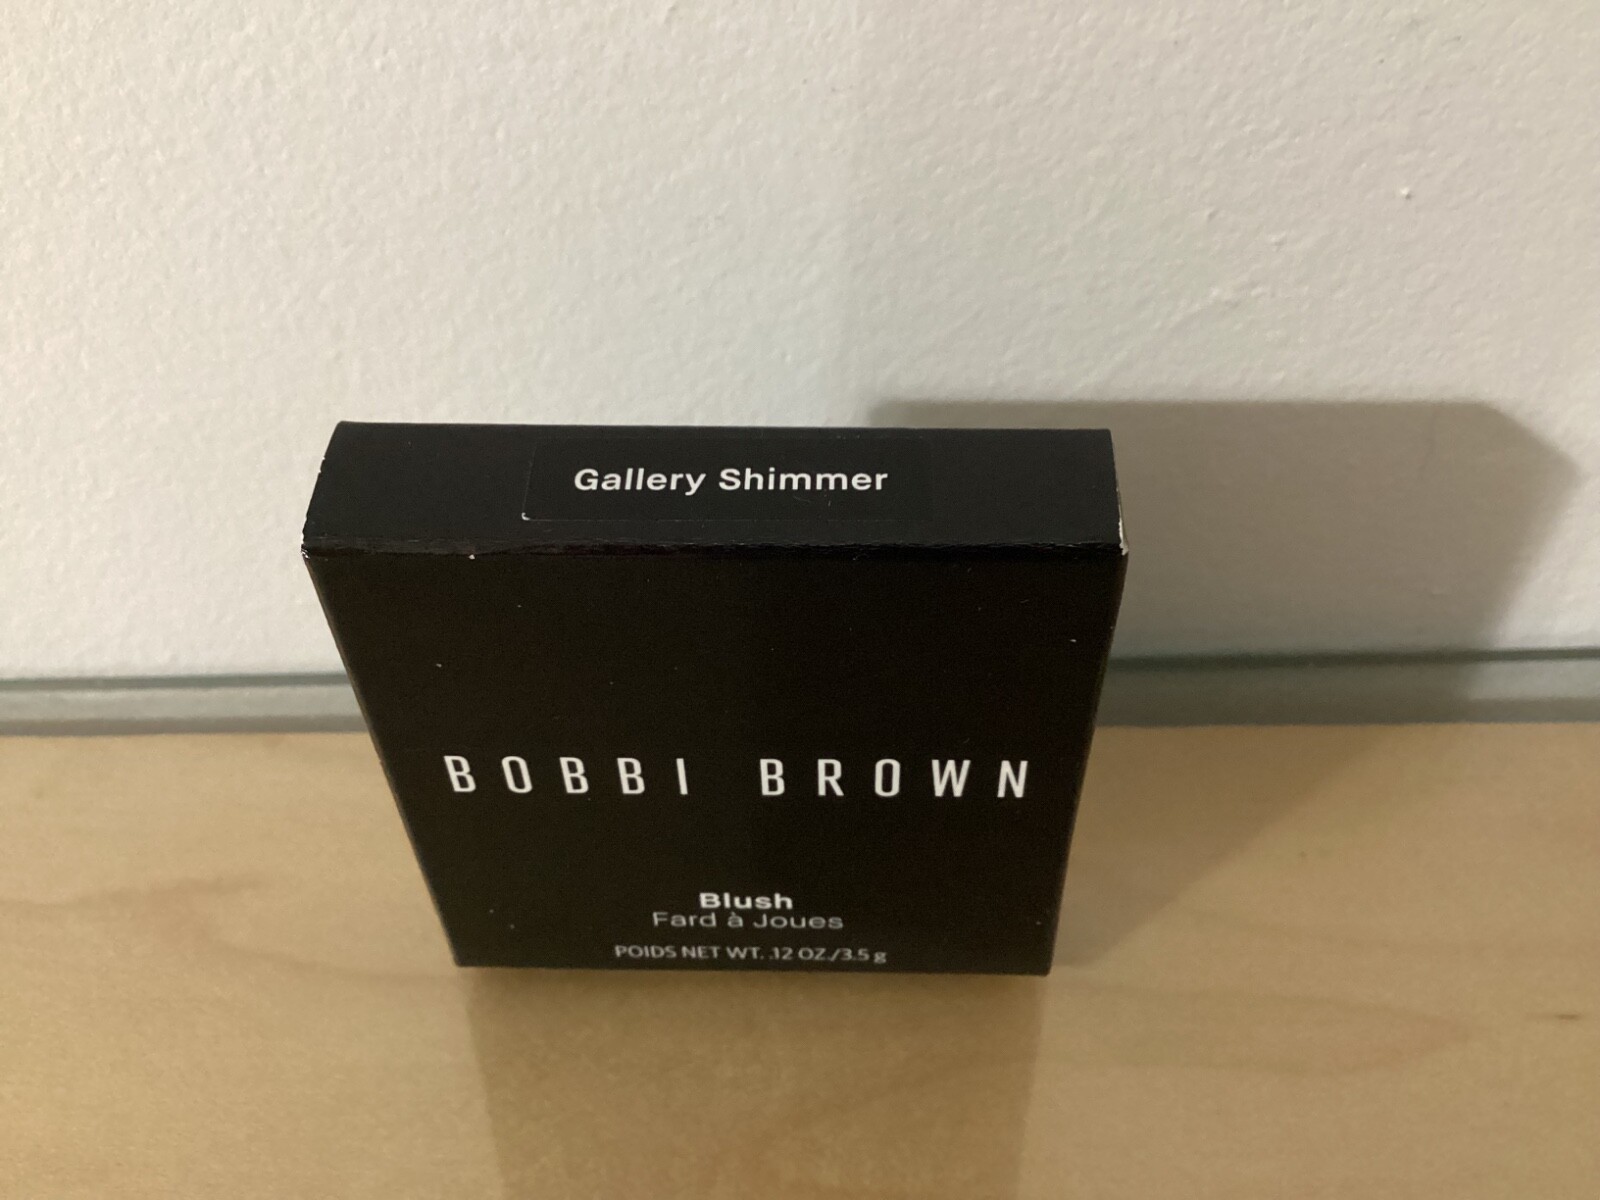 Gallery Shimmer
BOBBI BROWN
Blush
Fard à Joues
POIDS NET WT. .12 OZ./3.5 g